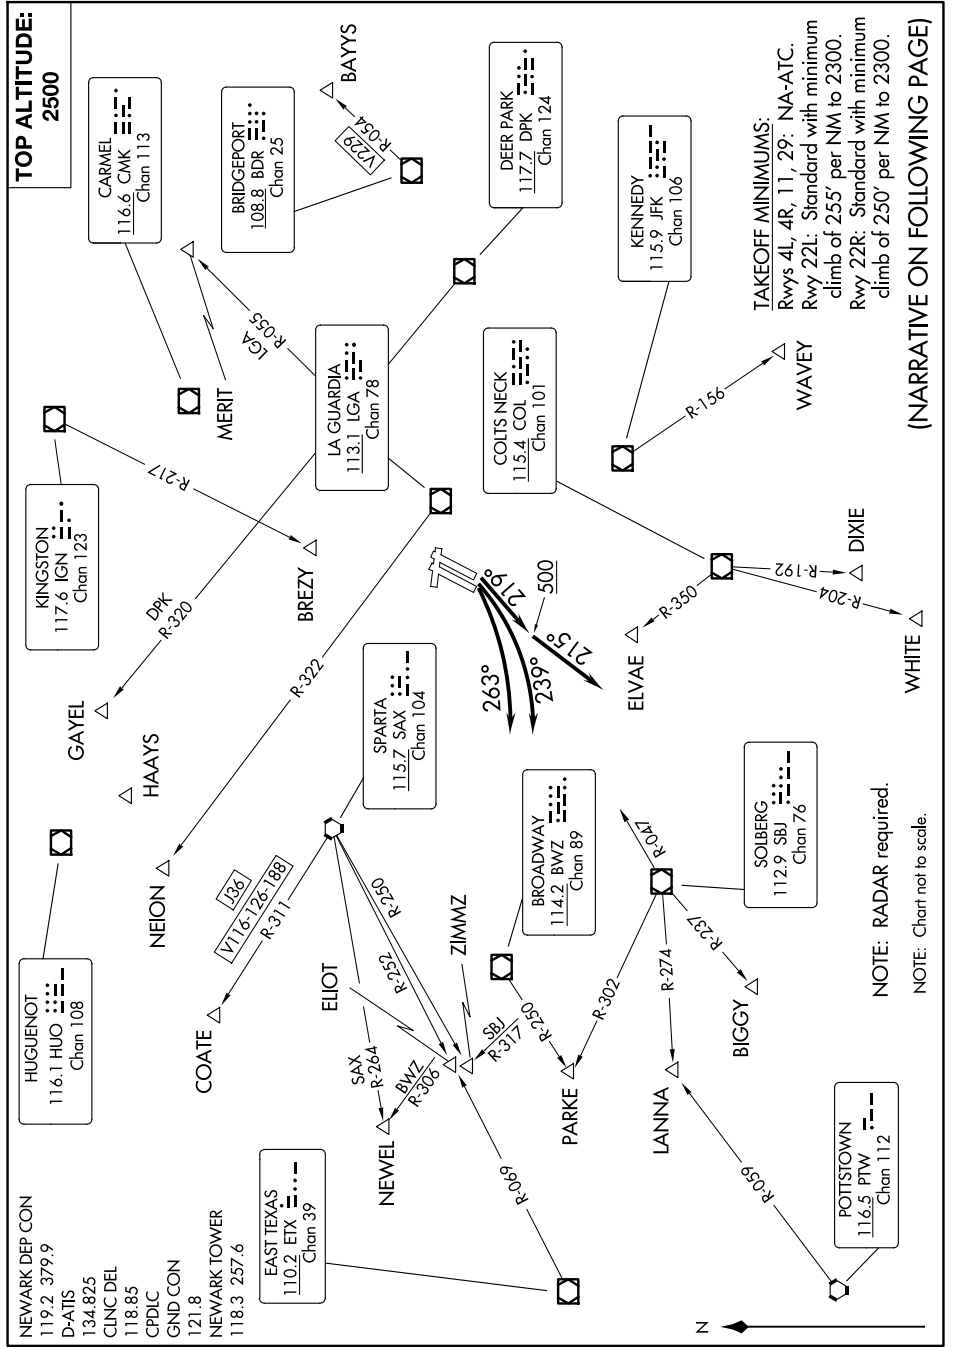 NEWARK DEP CON
119.2 379.9
D-ATIS
134.825
CLNC DEL
118.85
CPDLC
GND CON
121.8
NEWARK TOWER
118.3 257.6
HUGUENOT
116.1 HUO
Chan 108
KINGSTON
117.6 IGN
Chan 123
CARMEL
116.6 CMK
Chan 113
TOP ALTITUDE:
2500
GAYEL
HAAYS
NEION
COATE
DPK
R-320
R-217
BREZY
MERIT
LGA
R-055
BRIDGEPORT
108.8 BDR
Chan 25
V229
R-054
BAYYS
J36
V116-126-188
R-311
R-322
SPARTA
115.7 SAX
Chan 104
LA GUARDIA
113.1 LGA
Chan 78
DEER PARK
117.7 DPK
Chan 124
ELIOT
SAX
R-264
R-252
R-250
ZIMMZ
NEWEL
BWZ
R-306
SBJ
R-317
R-250
EAST TEXAS
110.2 ETX
Chan 39
R-069
BROADWAY
114.2 BWZ
Chan 89
263°
239°
219°
215°
500
COLTS NECK
115.4 COL
Chan 101
KENNEDY
115.9 JFK
Chan 106
PARKE
R-302
R-047
ELVAE
R-350
LANNA
R-274
R-237
BIGGY
SOLBERG
112.9 SBJ
Chan 76
R-156
WAVEY
R-059
POTTSTOWN
116.5 PTW
Chan 112
R-192
R-204
DIXIE
WHITE
N
NOTE: RADAR required.
NOTE: Chart not to scale.
TAKEOFF MINIMUMS:
Rwys 4L, 4R, 11, 29: NA-ATC.
Rwy 22L: Standard with minimum
climb of 255' per NM to 2300.
Rwy 22R: Standard with minimum
climb of 250' per NM to 2300.
(NARRATIVE ON FOLLOWING PAGE)